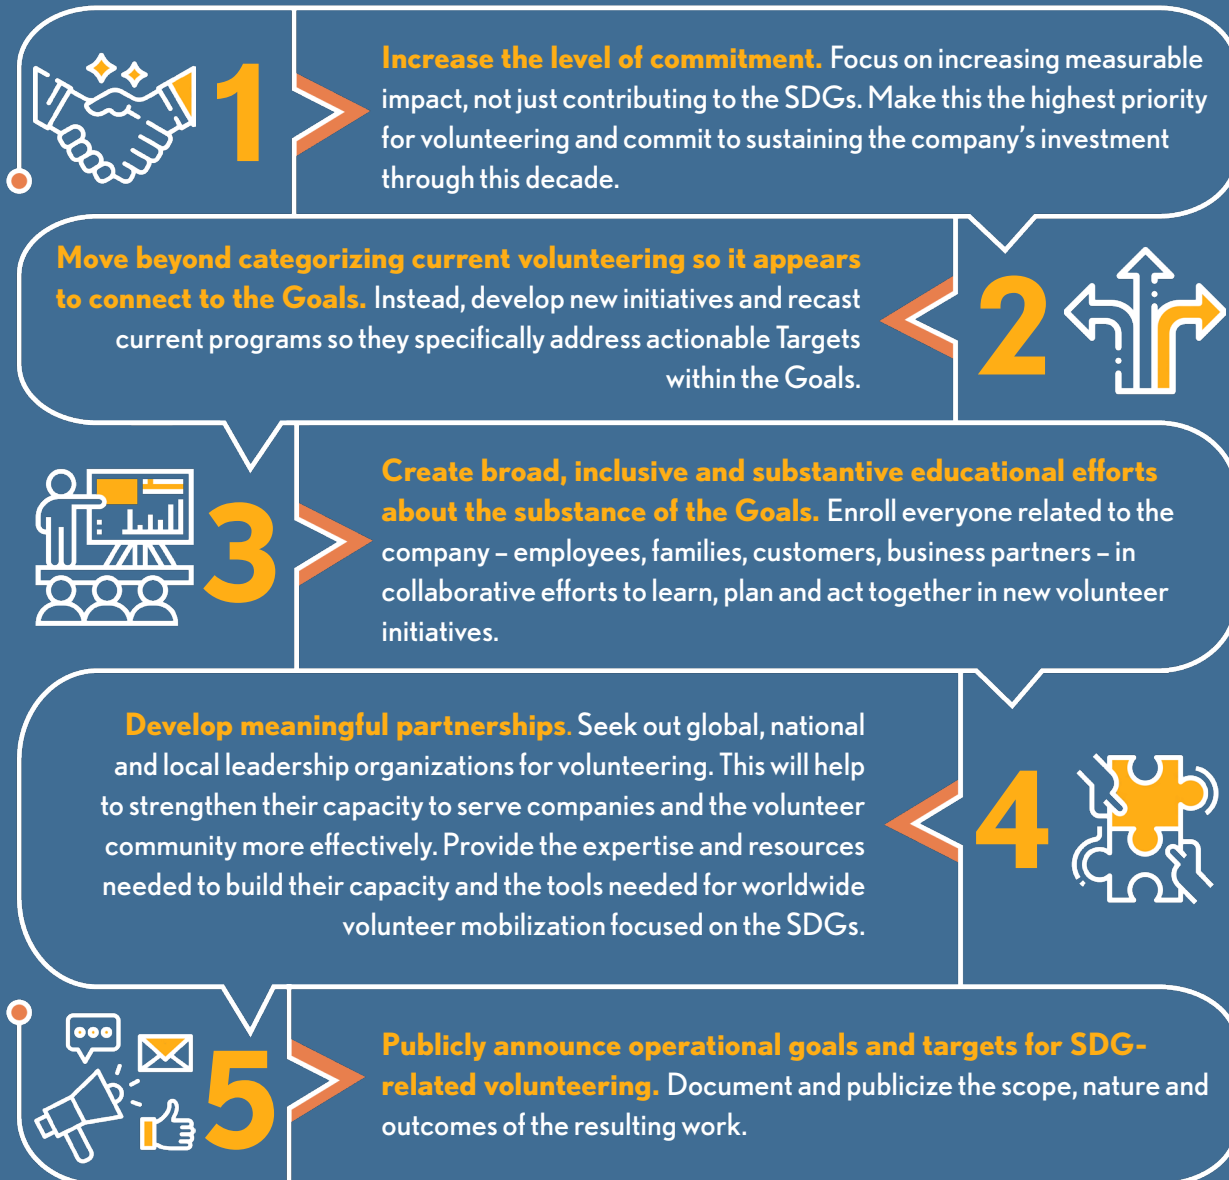 1
Increase the level of commitment. Focus on increasing measurable
impact, not just contributing to the SDGs. Make this the highest priority
for volunteering and commit to sustaining the company’s investment
through this decade.
2
Move beyond categorizing current volunteering so it appears
to connect to the Goals. Instead, develop new initiatives and recast
current programs so they specifically address actionable Targets
within the Goals.
3
Create broad, inclusive and substantive educational efforts
about the substance of the Goals. Enroll everyone related to the
company – employees, families, customers, business partners – in
collaborative efforts to learn, plan and act together in new volunteer
initiatives.
4
Develop meaningful partnerships. Seek out global, national
and local leadership organizations for volunteering. This will help
to strengthen their capacity to serve companies and the volunteer
community more effectively. Provide the expertise and resources
needed to build their capacity and the tools needed for worldwide
volunteer mobilization focused on the SDGs.
5
Publicly announce operational goals and targets for SDG-
related volunteering. Document and publicize the scope, nature and
outcomes of the resulting work.